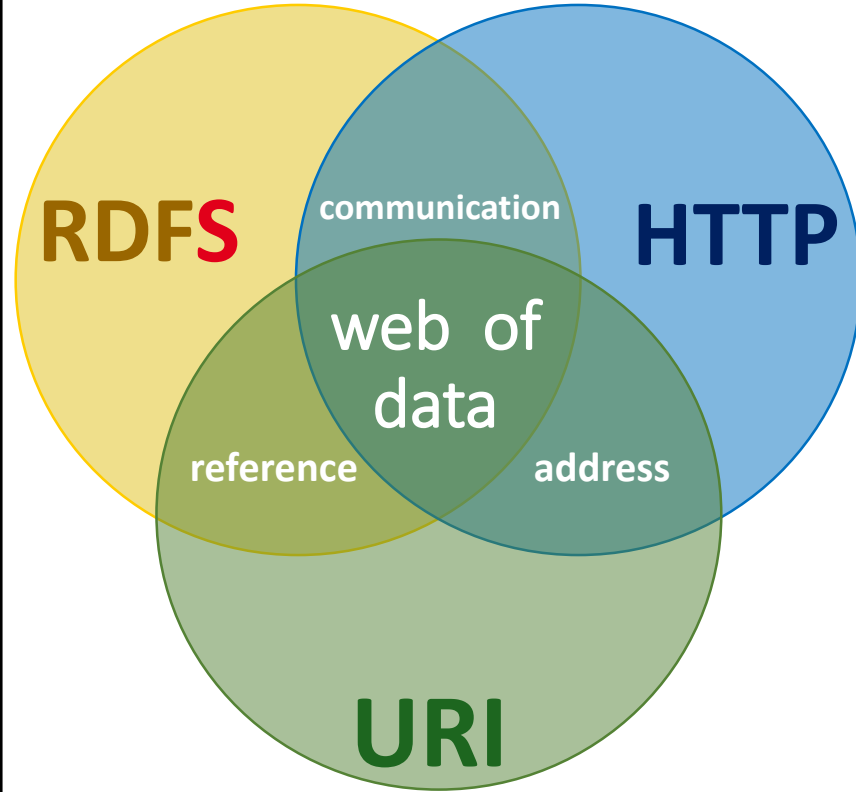 communication
RDFS
HTTP
web of
data
reference
address
URI